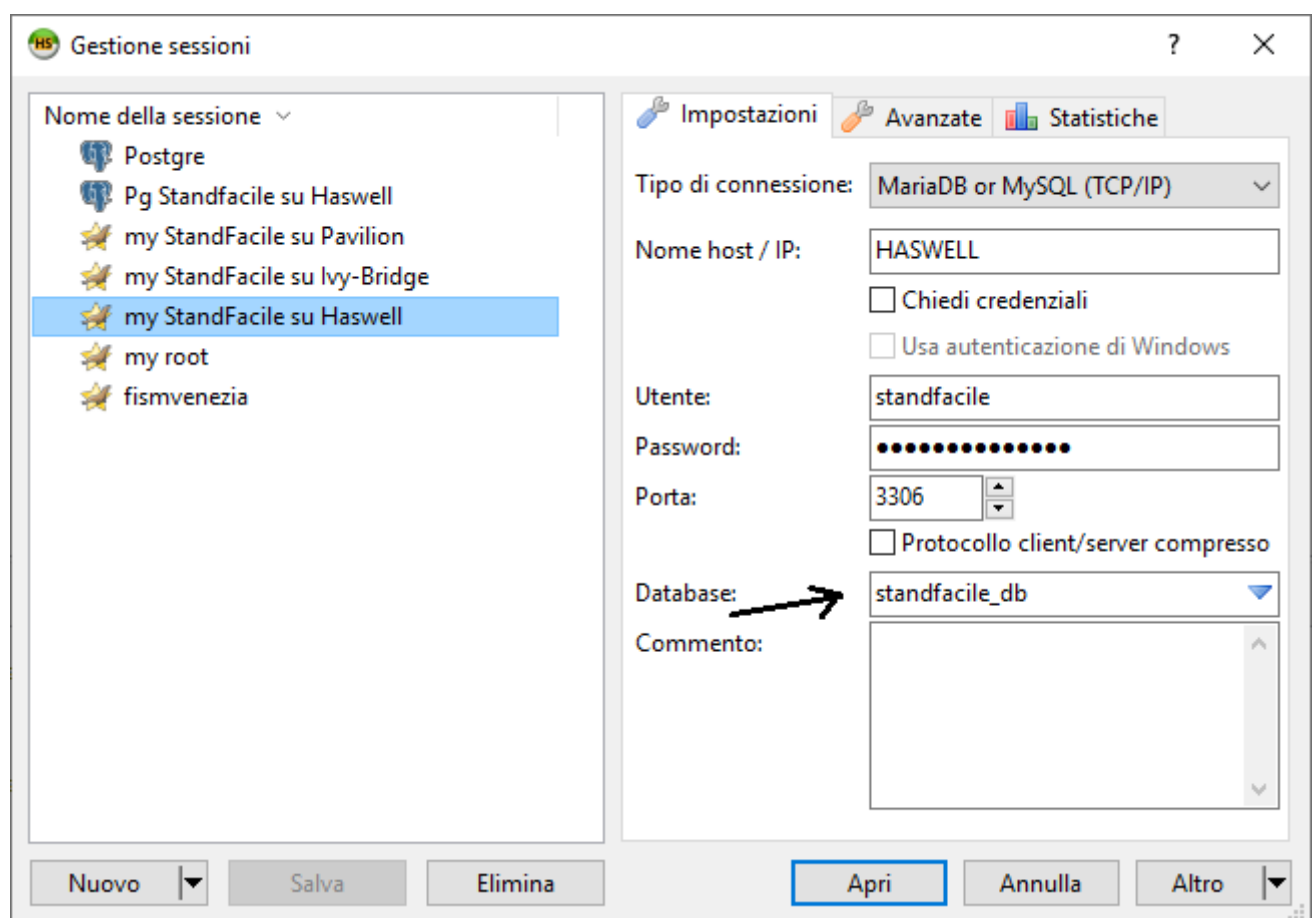 HS Gestione sessioni ?
Nome della sessione
Postgre
Pg Standfacile su Haswell
my StandFacile su Pavilion
my StandFacile su Ivy-Bridge
my StandFacile su Haswell
my root
fismvenezia
Impostazioni Avanzate Statistiche
Tipo di connessione: MariaDB or MySQL (TCP/IP)
Nome host / IP: HASWELL
Chiedi credenziali
Usa autenticazione di Windows
Utente: standfacile
Password: ●●●●●●●●●●●●●●
Porta: 3306
Protocollo client/server compresso
Database: standfacile_db
Commento:
Nuovo Salva Elimina Apri Annulla Altro